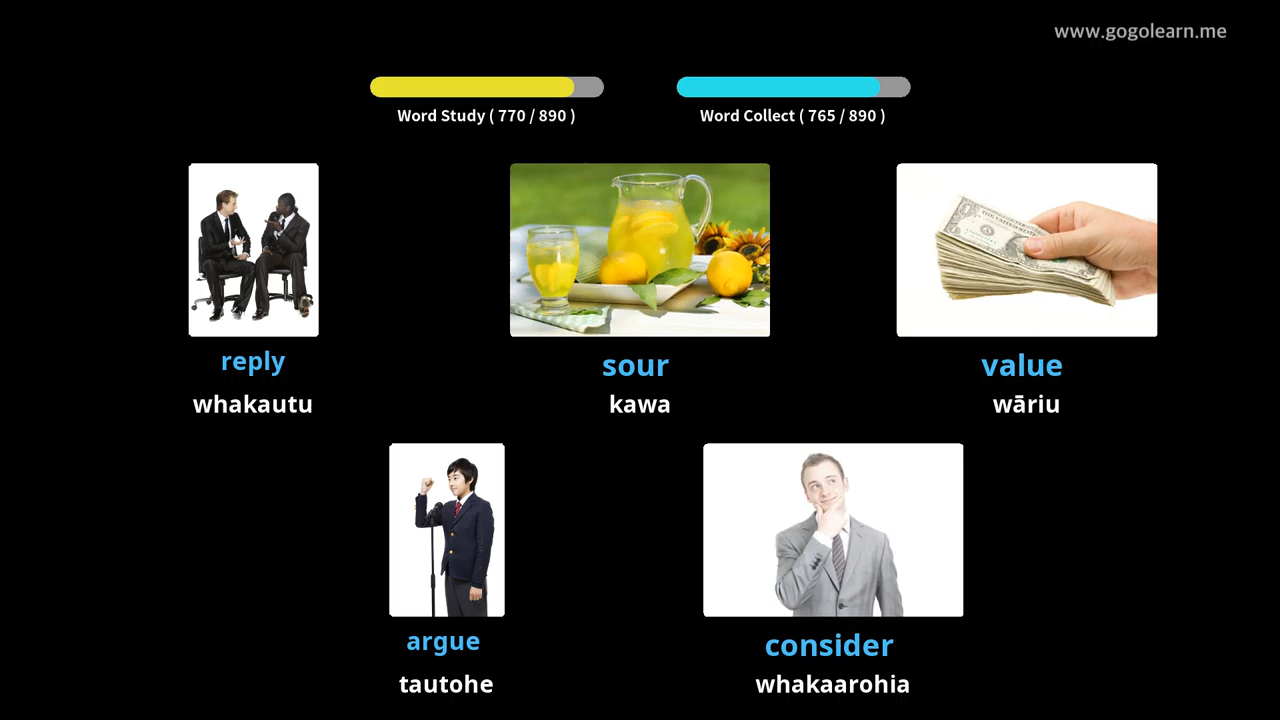 www.gogolearn.me
Word Study ( 770 / 890 )
Word Collect ( 765 / 890 )
reply
whakautu
sour
kawa
value
wāriu
argue
tautohe
consider
whakaarohia